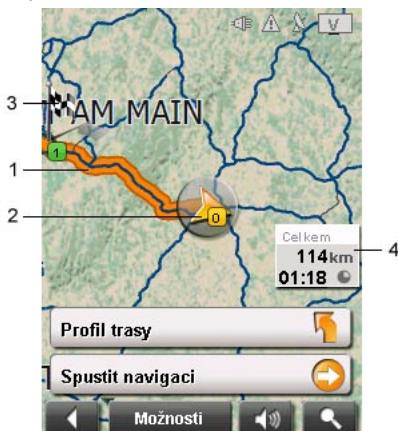 V
3
AM MAIN
1
1
2
0
Celkem
4
114km
01:18
Profil trasy
Spustit navigaci
Možnosti